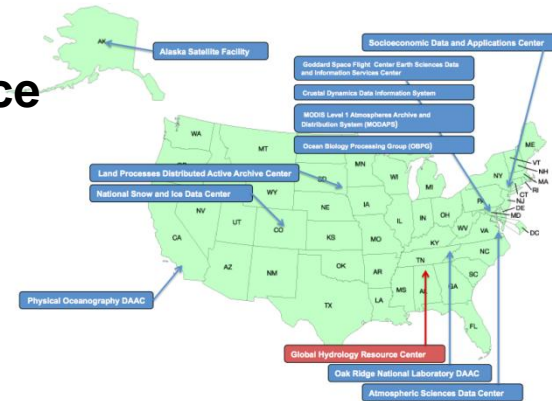 ce
AK
Alaska Satellite Facility
Socioeconomic Data and Applications Center
Goddard Space Flight Center Earth Sciences Data
and Information Services Center
Crustal Dynamics Data Information System
MODIS Level 1 Atmospheres Archive and
Distribution System (MODAPS)
Ocean Biology Processing Group (OBPG)
Land Processes Distributed Active Archive Center
National Snow and Ice Data Center
WA
MT
MN
WI
MI
NY
ME
VT
NH
MA
RI
CT
NJ
DE
MD
DC
PA
SD
WY
NE
IA
IL
IN
OH
WV
VA
NV
UT
CO
KS
MO
KY
NC
CA
AZ
NM
OK
AR
TN
SC
MS
AL
GA
TX
LA
FL
Physical Oceanography DAAC
Global Hydrology Resource Center
Oak Ridge National Laboratory DAAC
Atmospheric Sciences Data Center